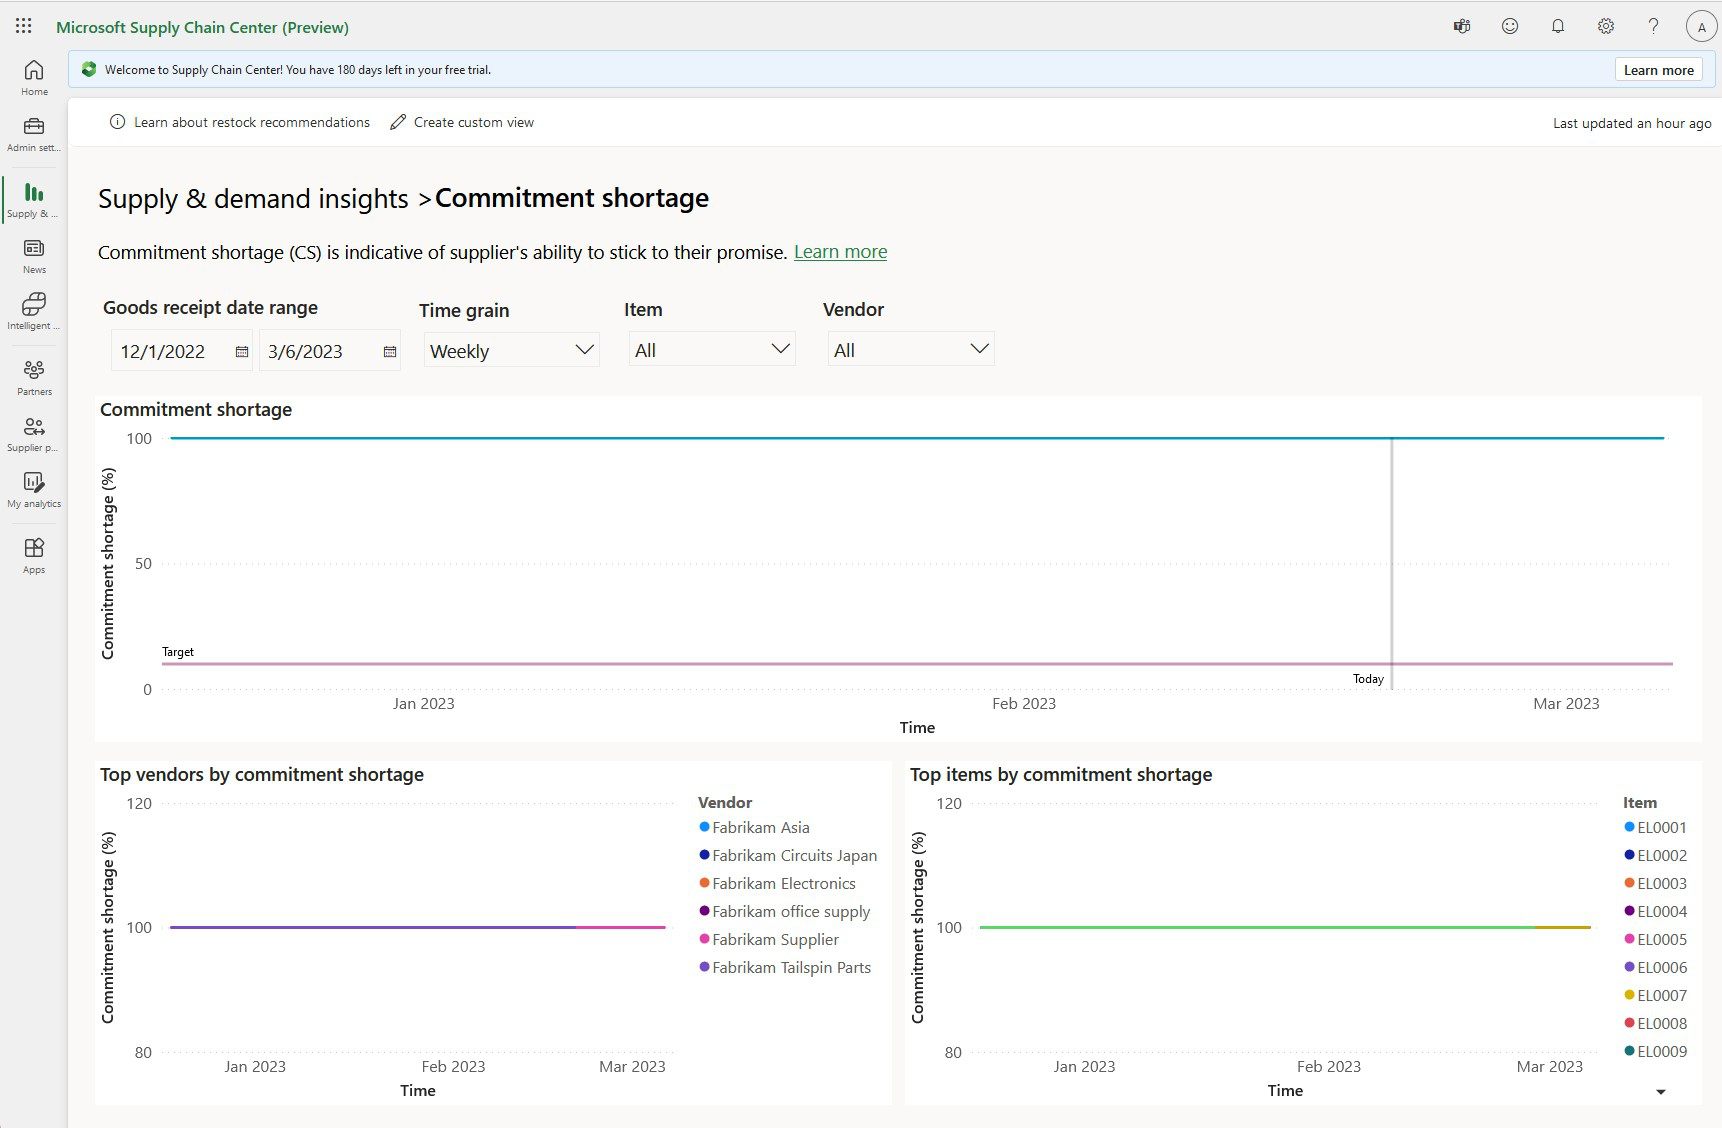 Microsoft Supply Chain Center (Preview)
A
Welcome to Supply Chain Center! You have 180 days left in your free trial.
Learn more
Home
Admin sett...
Supply & ...
News
Intelligent ...
Partners
Supplier p...
My analytics
Apps
Learn about restock recommendations
Create custom view
Last updated an hour ago
Supply & demand insights >Commitment shortage
Commitment shortage (CS) is indicative of supplier's ability to stick to their promise. Learn more
Goods receipt date range
Time grain
Item
Vendor
12/1/2022
3/6/2023
Weekly
All
All
Commitment shortage
100
50
0
Commitment shortage (%)
Target
Today
Jan 2023
Feb 2023
Mar 2023
Time
Top vendors by commitment shortage
120
100
80
Commitment shortage (%)
Jan 2023
Feb 2023
Mar 2023
Time
Vendor
Fabrikam Asia
Fabrikam Circuits Japan
Fabrikam Electronics
Fabrikam office supply
Fabrikam Supplier
Fabrikam Tailspin Parts
Top items by commitment shortage
120
100
80
Commitment shortage (%)
Jan 2023
Feb 2023
Mar 2023
Time
Item
EL0001
EL0002
EL0003
EL0004
EL0005
EL0006
EL0007
EL0008
EL0009